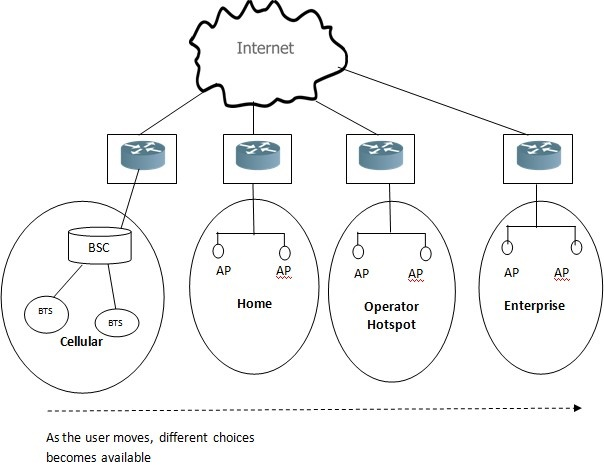 Internet
BSC
BTS
BTS
Cellular
AP
AP
Home
AP
AP
Operator
Hotspot
AP
AP
Enterprise
As the user moves, different choices
becomes available